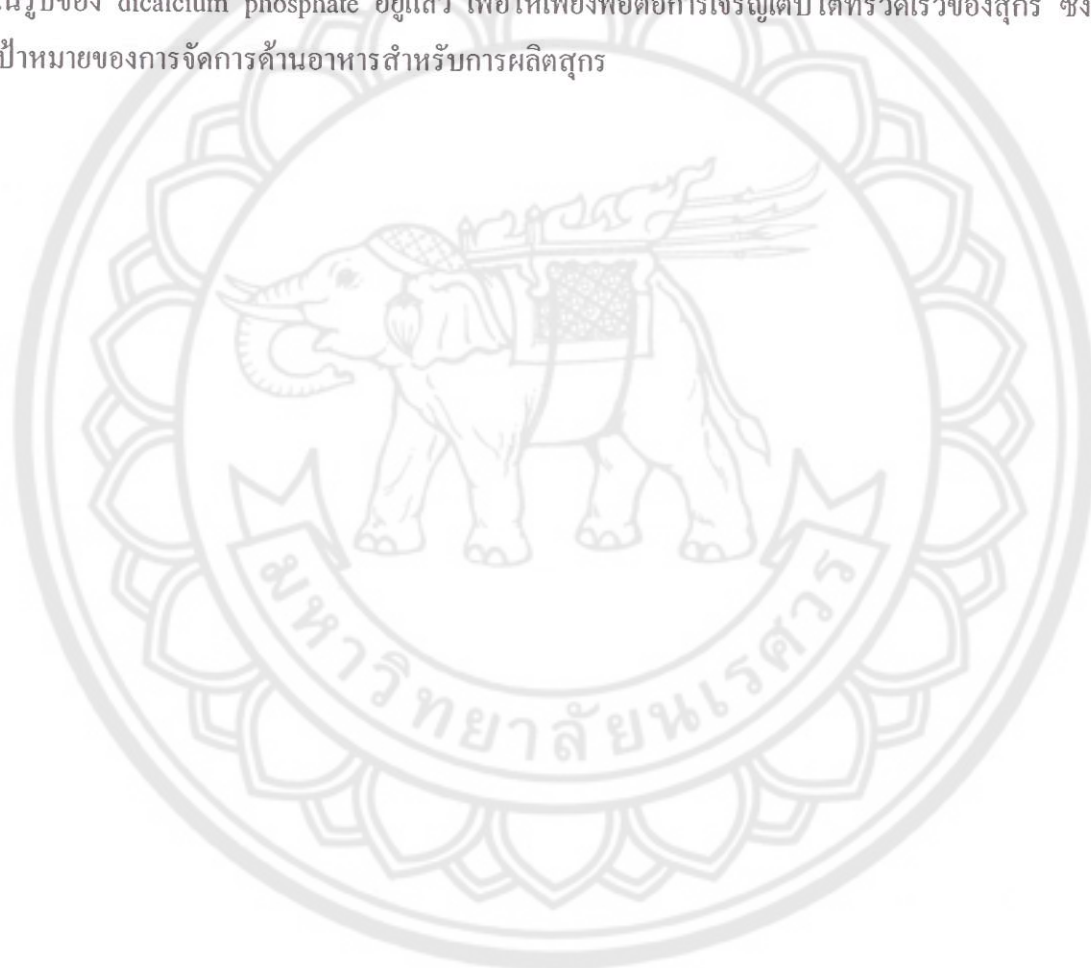 ในรูปของ dicalcium phosphate อยู่แล้ว เพื่อให้เพียงพอต่อการเจริญเติบโตที่รวดเร็วของสุกร ซึ่ง
ป้าหมายของการจัดการด้านอาหารสำหรับการผลิตสุกร
มหาวิทยาลัยนเรศวร